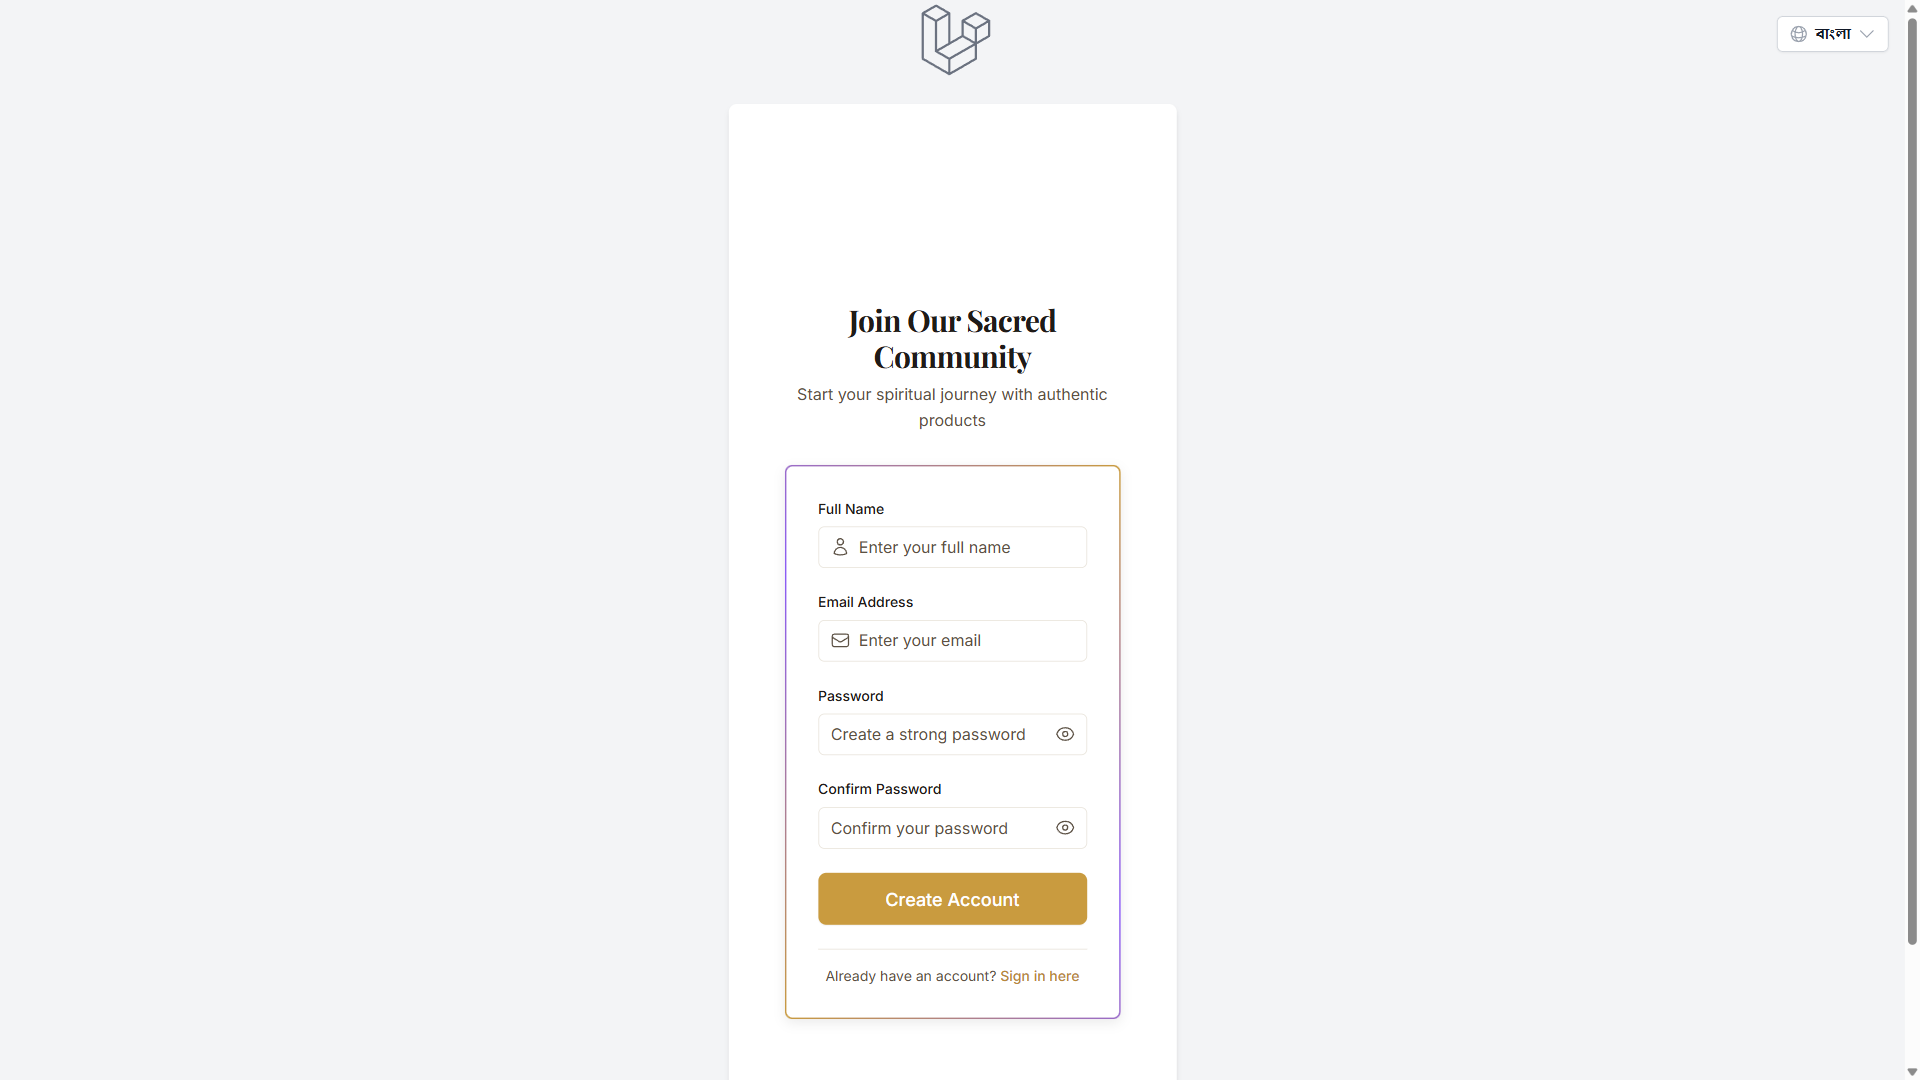 বাংলা
Join Our Sacred
Community
Start your spiritual journey with authentic
products
Full Name
Enter your full name
Email Address
Enter your email
Password
Create a strong password
Confirm Password
Confirm your password
Create Account
Already have an account? Sign in here